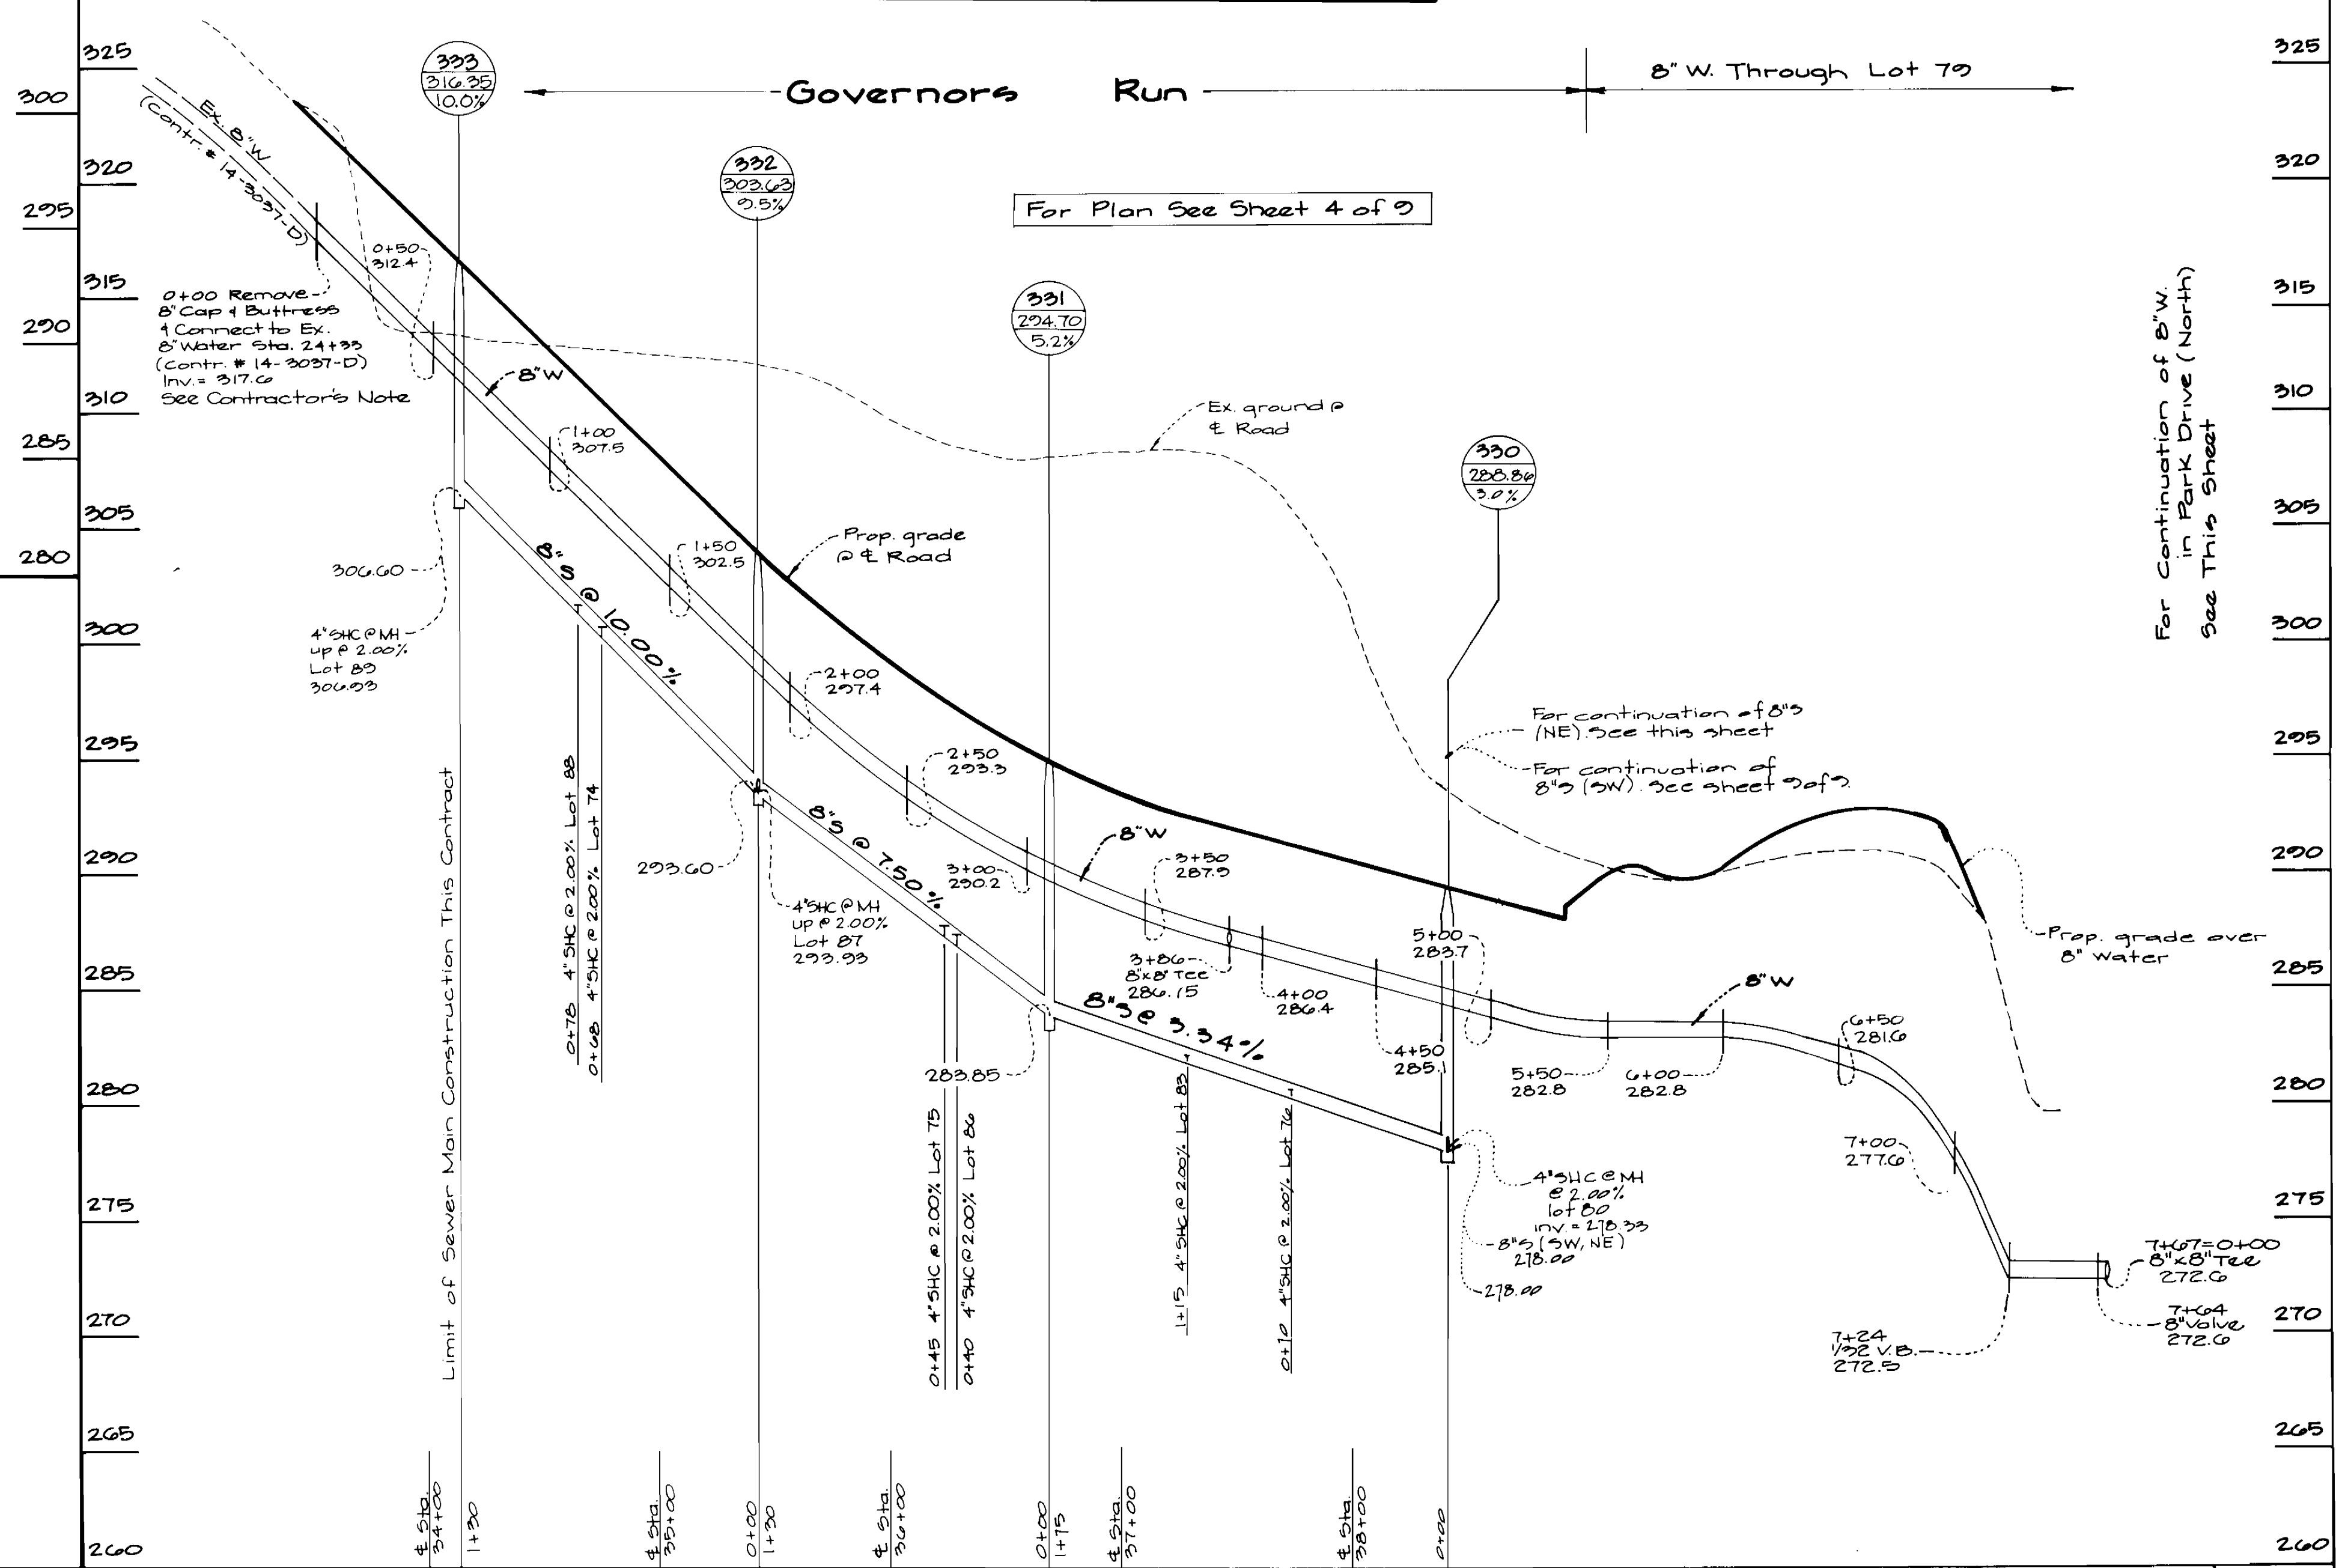 325
300
320
295
315
290
310
285
305
280
300
295
290
285
280
275
270
265
260
Ex. 8"W
(Contr. # 14-3037-D)
333
316.35
10.0%
Governors Run
8" W. Through Lot 79
332
303.63
9.5%
For Plan See Sheet 4 of 9
331
294.70
5.2%
330
288.86
3.0%
0+50
312.4
0+00 Remove
8" Cap & Buttress
& Connect to Ex.
8" Water Sta. 24+33
(Contr. # 14-3037-D)
Inv. = 317.6
See Contractor's Note
8"W
1+00
307.5
Ex. ground @
℄ Road
Prop. grade
@ ℄ Road
1+50
302.5
306.60
8"S @ 10.00%
4"SHC @ MH
up @ 2.00%
Lot 89
306.93
2+00
297.4
2+50
293.3
293.60
8"S @ 7.50%
4"SHC @ MH
up @ 2.00%
Lot 87
293.93
3+00
290.2
8"W
3+50
287.9
3+86
8"x8" Tee
286.15
4+00
286.4
4+50
285.1
5+00
283.7
283.85
8"S @ 3.34%
For continuation of 8"S
(NE). See this sheet
For continuation of
8"S (SW). See sheet 9 of 9
Prop. grade over
8" Water
8"W
5+50
282.8
6+00
282.8
6+50
281.6
7+00
277.6
4"SHC @ MH
@ 2.00%
lot 80
inv. = 278.33
8"S (SW, NE)
278.00
278.00
7+67=0+00
8"x8" Tee
272.6
7+64
8" Valve
272.6
7+24
1/32 V.B.
272.5
Limit of Sewer Main Construction This Contract
0+78 4"SHC @ 2.00% Lot 88
0+68 4"SHC @ 2.00% Lot 74
0+45 4"SHC @ 2.00% Lot 75
0+40 4"SHC @ 2.00% Lot 86
1+15 4"SHC @ 2.00% Lot 83
0+10 4"SHC @ 2.00% Lot 76
℄ Sta.
34+00
1+30
℄ Sta.
35+00
0+00
1+30
℄ Sta.
36+00
0+00
1+75
℄ Sta.
37+00
℄ Sta.
38+00
0+00
For Continuation of 8"W.
in Park Drive (North)
See This Sheet
325
320
315
310
305
300
295
290
285
280
275
270
265
260